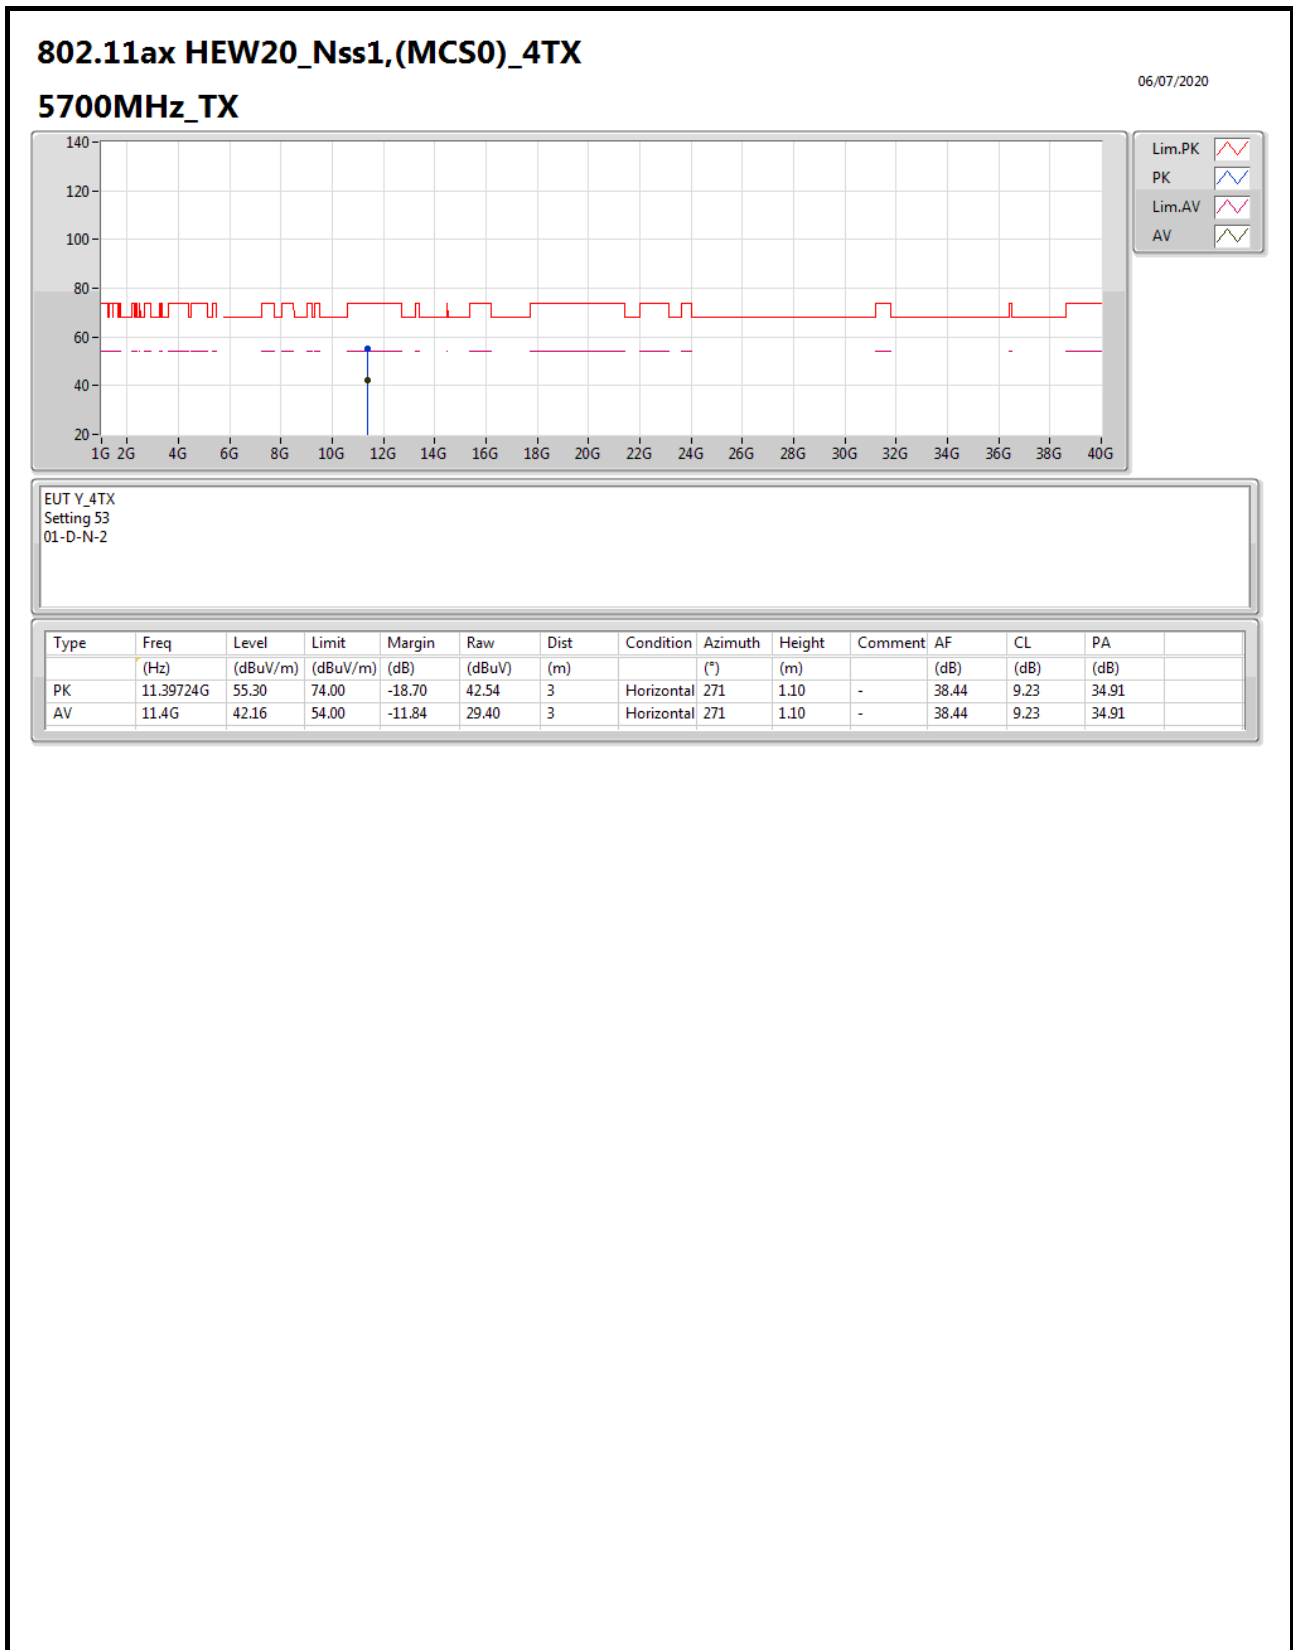 802.11ax HEW20_Nss1,(MCS0)_4TX
06/07/2020
5700MHz_TX
140
120
100
80
60
40
20
1G 2G 4G 6G 8G 10G 12G 14G 16G 18G 20G 22G 24G 26G 28G 30G 32G 34G 36G 38G 40G
Lim.PK
PK
Lim.AV
AV
EUT Y_4TX
Setting 53
01-D-N-2
Type Freq Level Limit Margin Raw Dist Condition Azimuth Height Comment AF CL PA
(Hz) (dBuV/m) (dBuV/m) (dB) (dBuV) (m) (°) (m) (dB) (dB) (dB)
PK 11.39724G 55.30 74.00 -18.70 42.54 3 Horizontal 271 1.10 - 38.44 9.23 34.91
AV 11.4G 42.16 54.00 -11.84 29.40 3 Horizontal 271 1.10 - 38.44 9.23 34.91